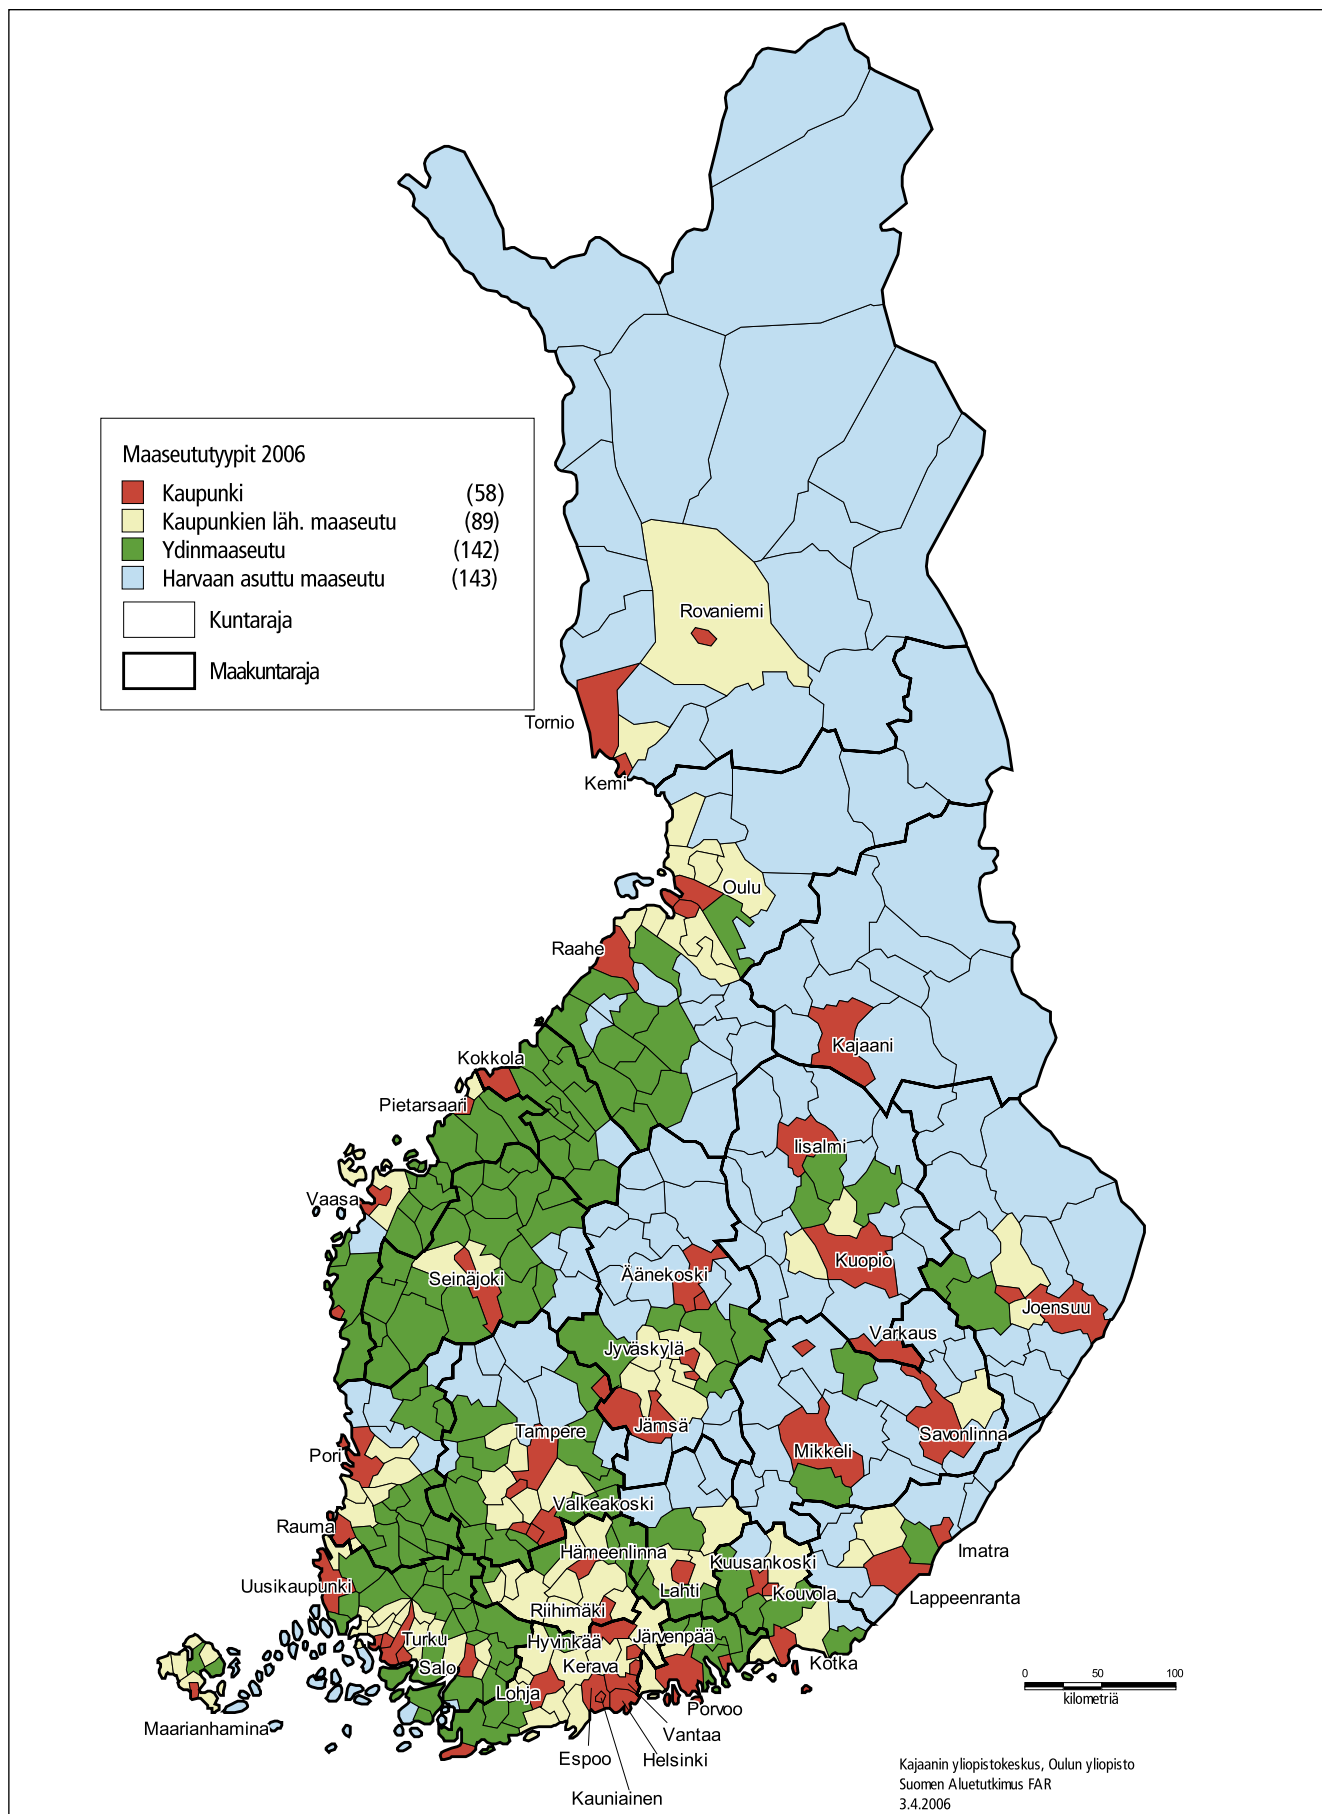 Maaseututyypit 2006
Kaupunki (58)
Kaupunkien läh. maaseutu (89)
Ydinmaaseutu (142)
Harvaan asuttu maaseutu (143)
Kuntaraja
Maakuntaraja
Rovaniemi
Tornio
Kemi
Oulu
Raahe
Kajaani
Kokkola
Pietarsaari
Iisalmi
Vaasa
Kuopio
Seinäjoki
Äänekoski
Joensuu
Varkaus
Jyväskylä
Jämsä
Savonlinna
Tampere
Mikkeli
Pori
Valkeakoski
Rauma
Imatra
Hämeenlinna
Kuusankoski
Uusikaupunki
Lahti
Kouvola
Lappeenranta
Riihimäki
Turku
Hyvinkää
Järvenpää
Salo
Kerava
Kotka
Lohja
Porvoo
Maarianhamina
Vantaa
Espoo
Helsinki
Kauniainen
0 50 100
kilometriä
Kajaanin yliopistokeskus, Oulun yliopisto
Suomen Aluetutkimus FAR
3.4.2006